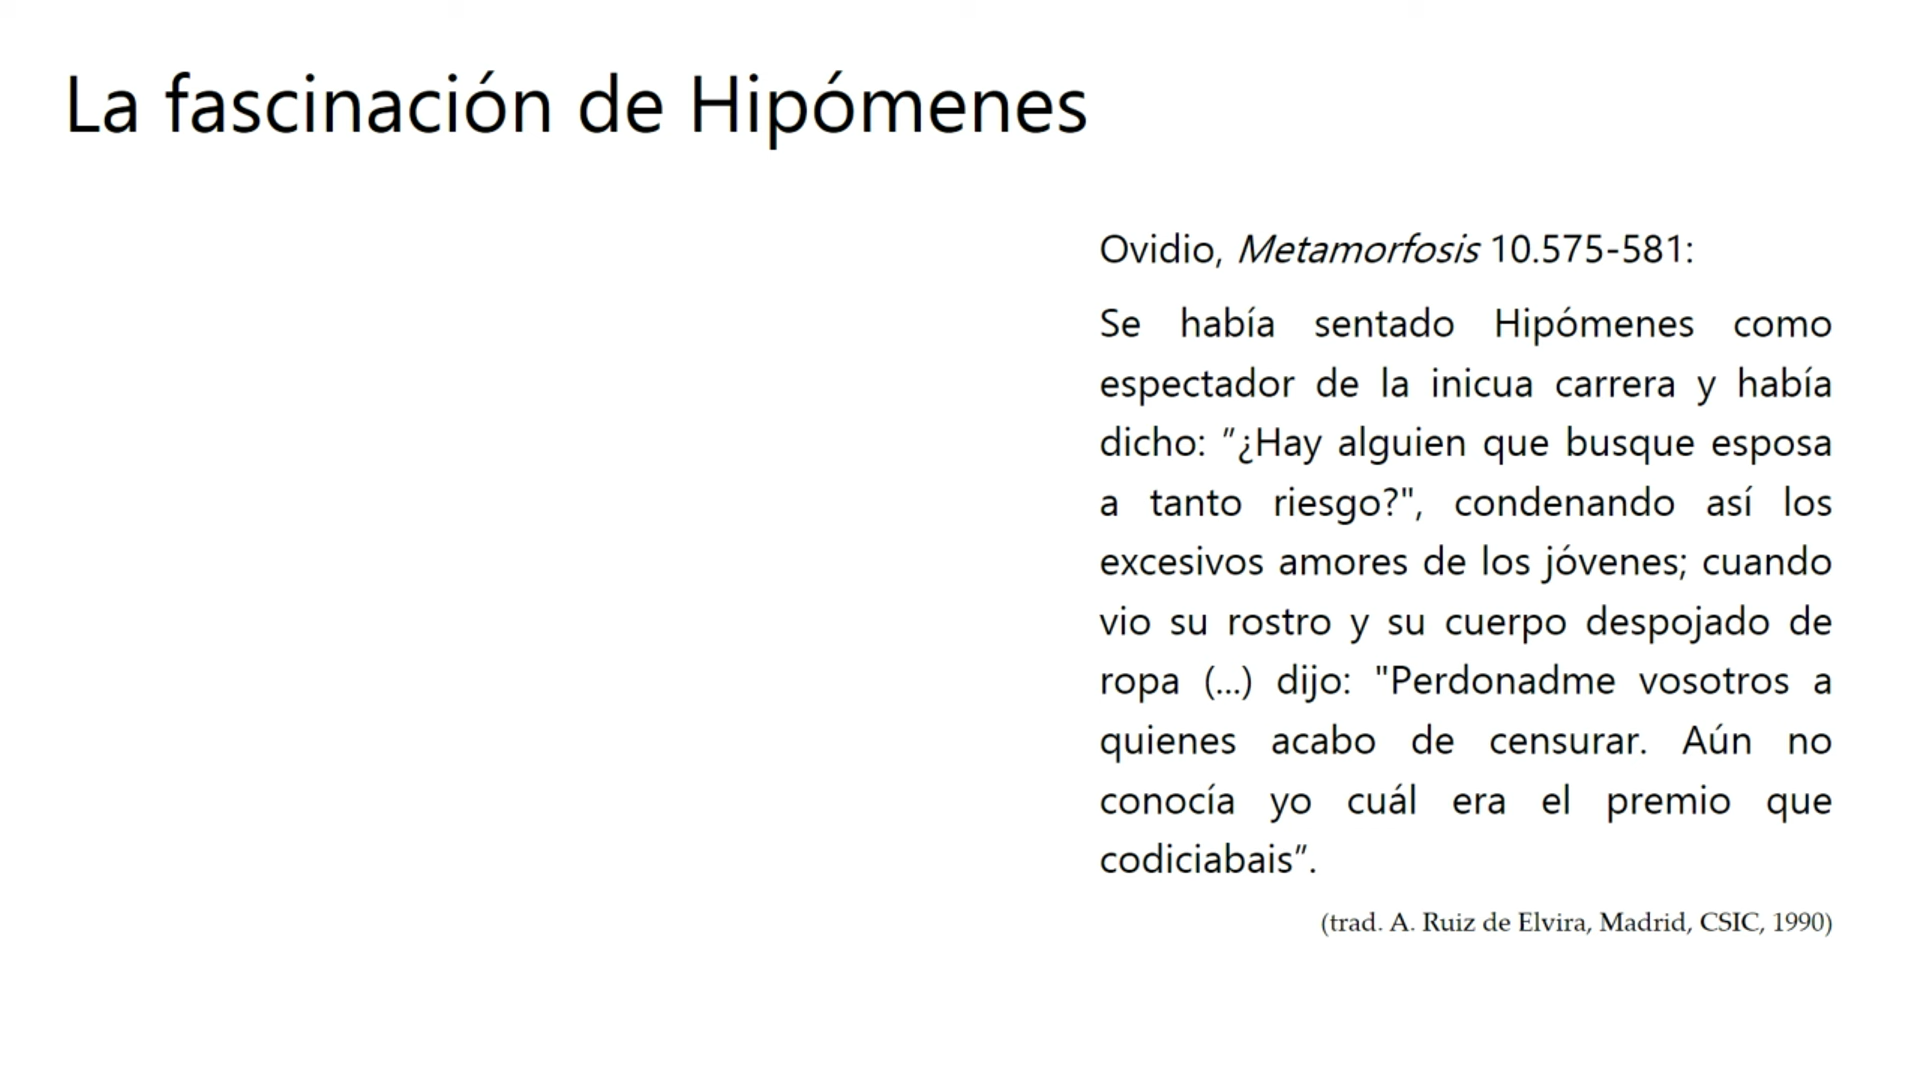 La fascinación de Hipómenes
Ovidio, Metamorfosis 10.575-581:
Se había sentado Hipómenes como
espectador de la inicua carrera y había
dicho: ”¿Hay alguien que busque esposa
a tanto riesgo?", condenando así los
excesivos amores de los jóvenes; cuando
vio su rostro y su cuerpo despojado de
ropa (...) dijo: "Perdonadme vosotros a
quienes acabo de censurar. Aún no
conocía yo cuál era el premio que
codiciabais”.
(trad. A. Ruiz de Elvira, Madrid, CSIC, 1990)